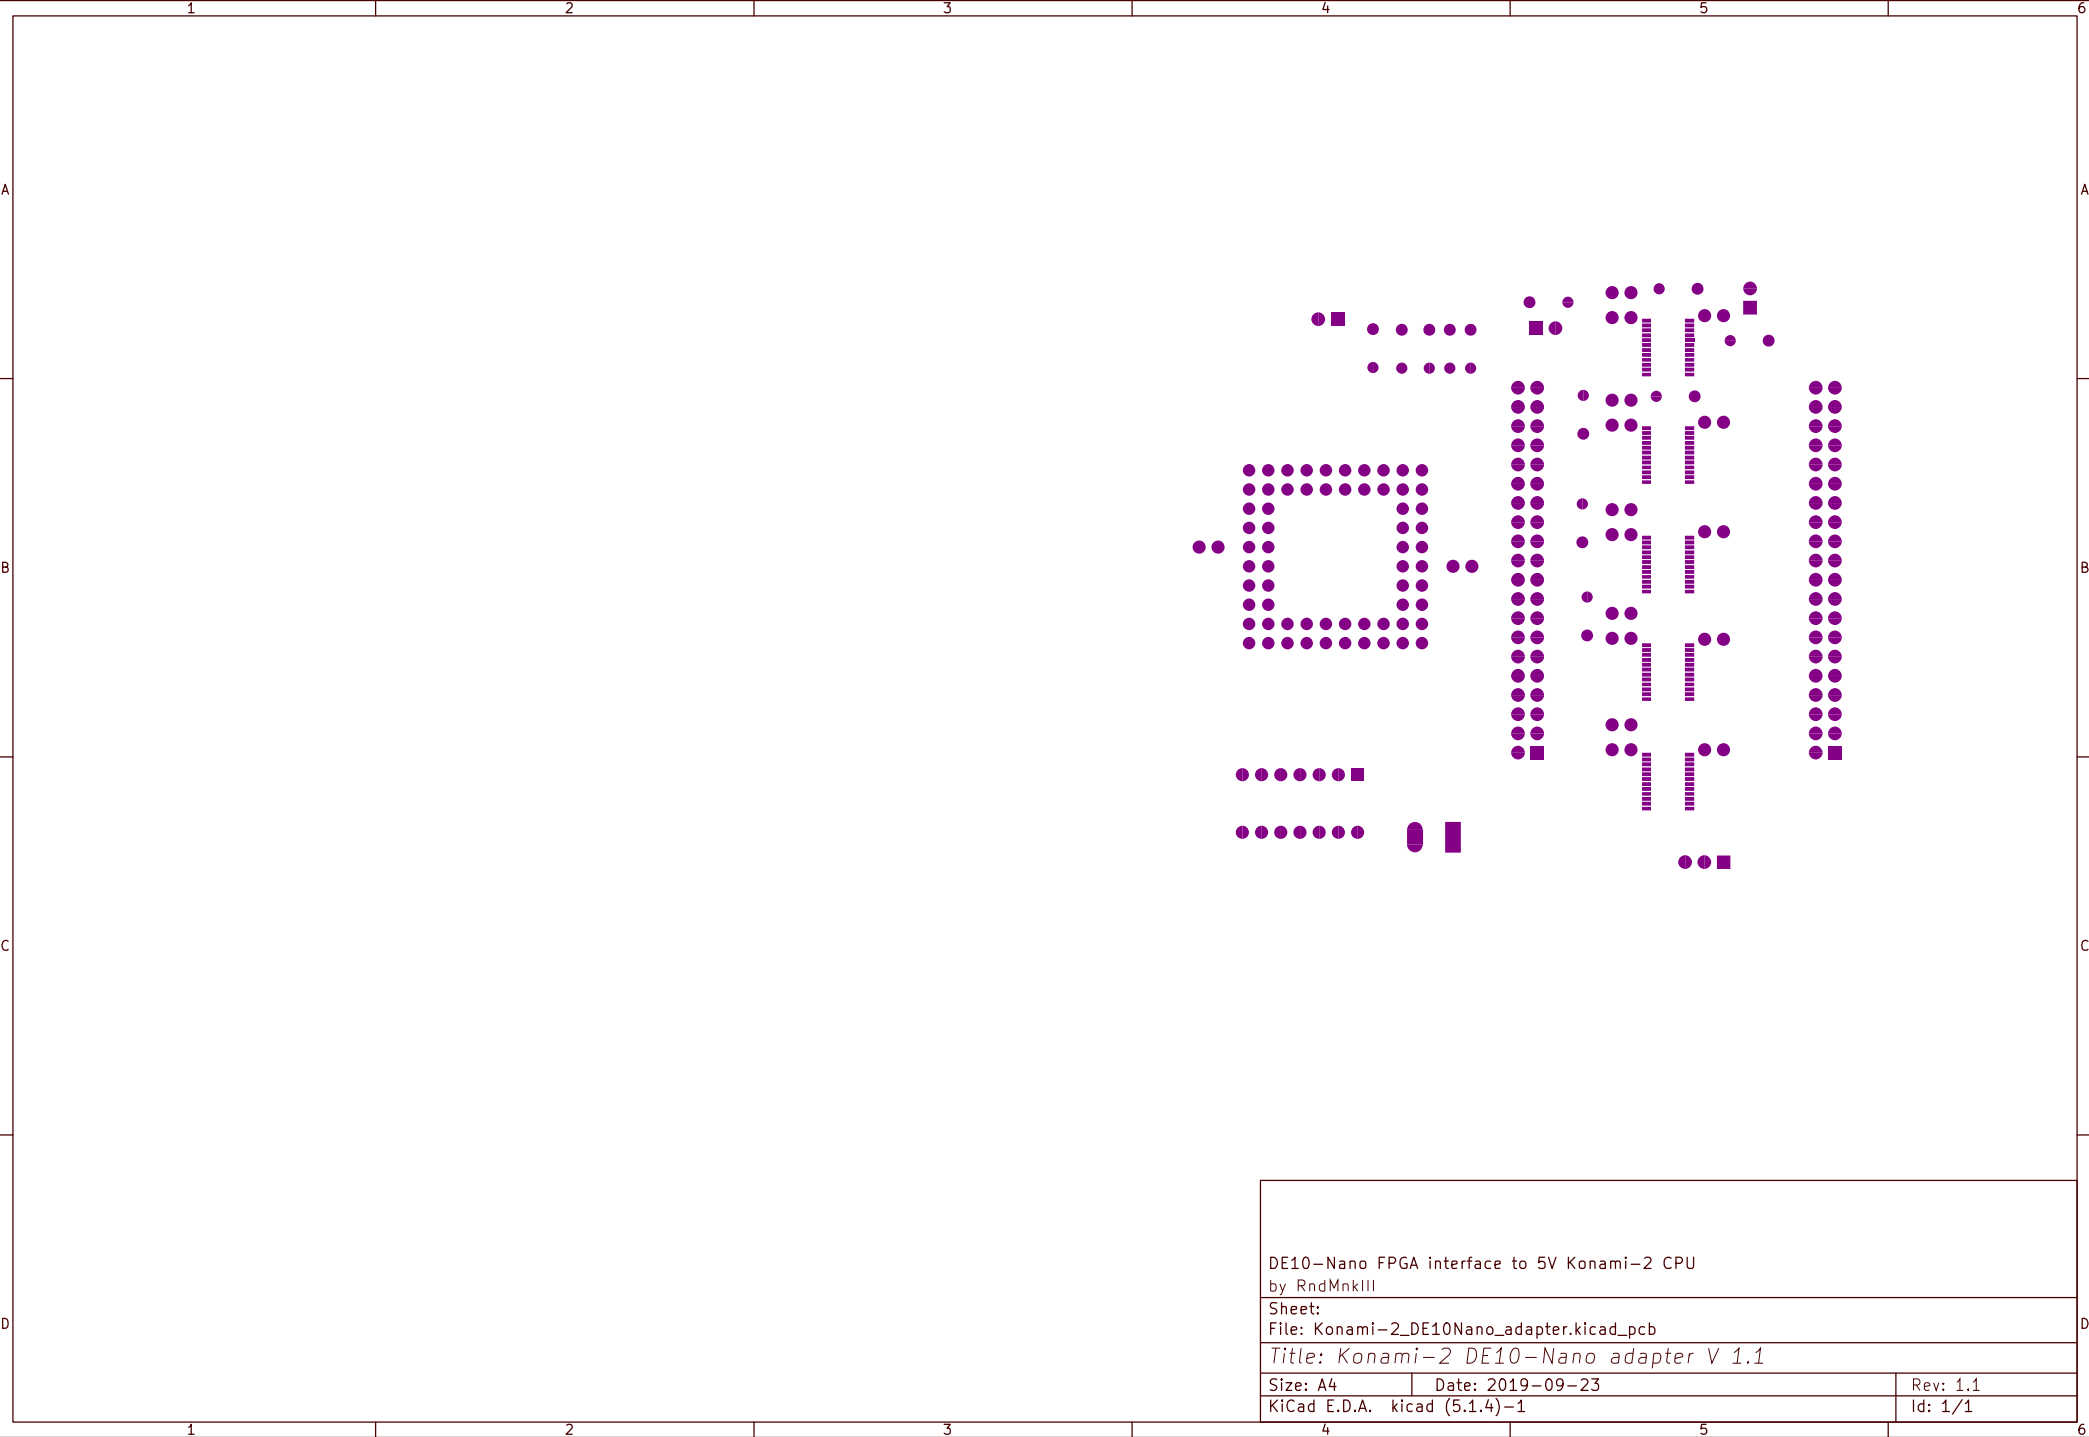 1 2 3 4 5 6
A A
B B
C C
DE10-Nano FPGA interface to 5V Konami-2 CPU
by RndMnkIII
Sheet:
D D
File: Konami-2_DE10Nano_adapter.kicad_pcb
Title: Konami-2 DE10-Nano adapter V 1.1
Size: A4 Date: 2019-09-23 Rev: 1.1
KiCad E.D.A. kicad (5.1.4)-1 Id: 1/1
1 2 3 4 5 6